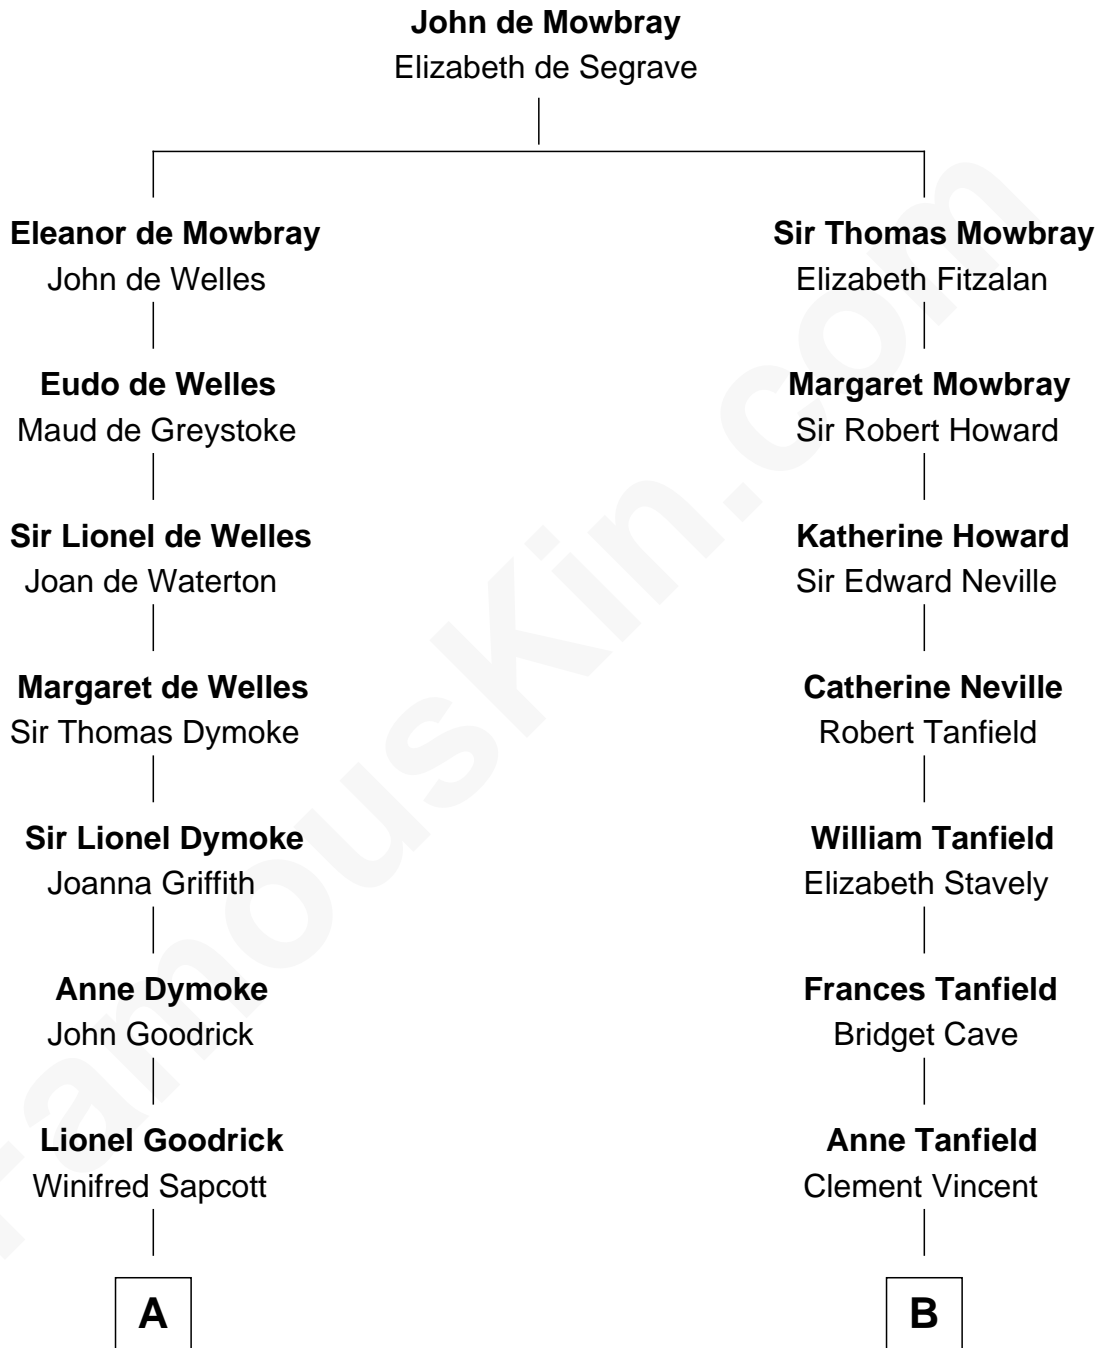 John de Mowbray
Elizabeth de Segrave
Eleanor de Mowbray
John de Welles
Eudo de Welles
Maud de Greystoke
Sir Lionel de Welles
Joan de Waterton
Margaret de Welles
Sir Thomas Dymoke
Sir Lionel Dymoke
Joanna Griffith
Anne Dymoke
John Goodrick
Lionel Goodrick
Winifred Sapcott
A
Sir Thomas Mowbray
Elizabeth Fitzalan
Margaret Mowbray
Sir Robert Howard
Katherine Howard
Sir Edward Neville
Catherine Neville
Robert Tanfield
William Tanfield
Elizabeth Stavely
Frances Tanfield
Bridget Cave
Anne Tanfield
Clement Vincent
B
FamousKin.com